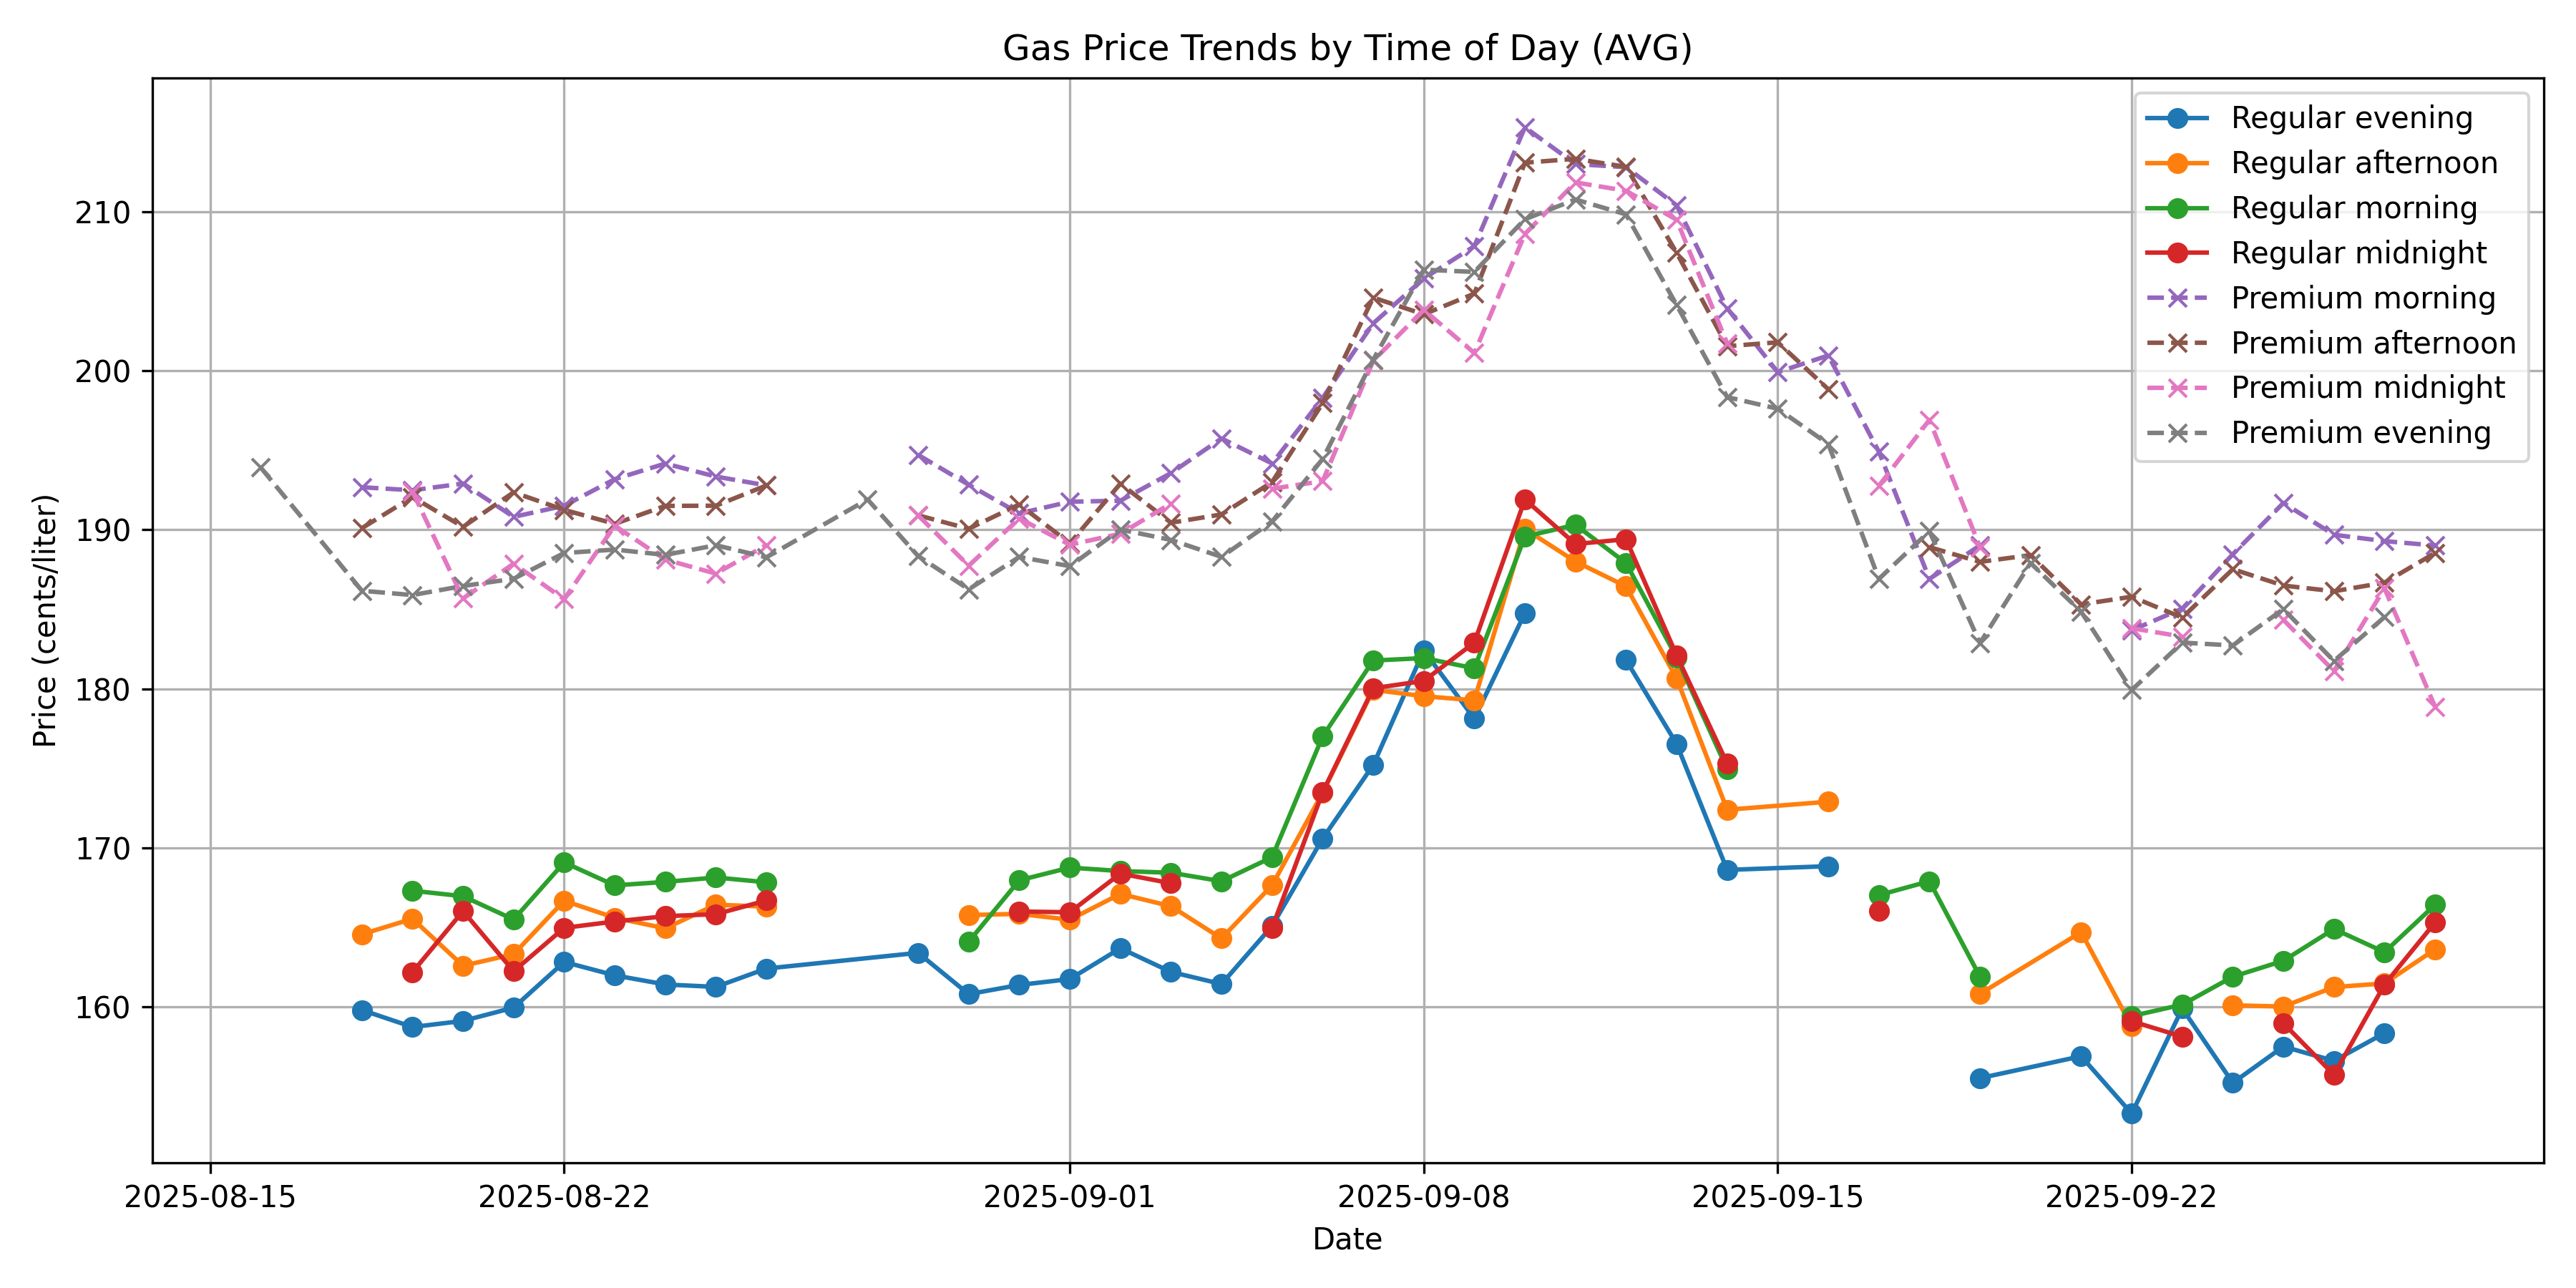 Gas Price Trends by Time of Day (AVG)
Price (cents/liter)
210
200
190
180
170
160
Regular evening
Regular afternoon
Regular morning
Regular midnight
Premium morning
Premium afternoon
Premium midnight
Premium evening
2025-08-15 2025-08-22 2025-09-01 2025-09-08 2025-09-15 2025-09-22
Date